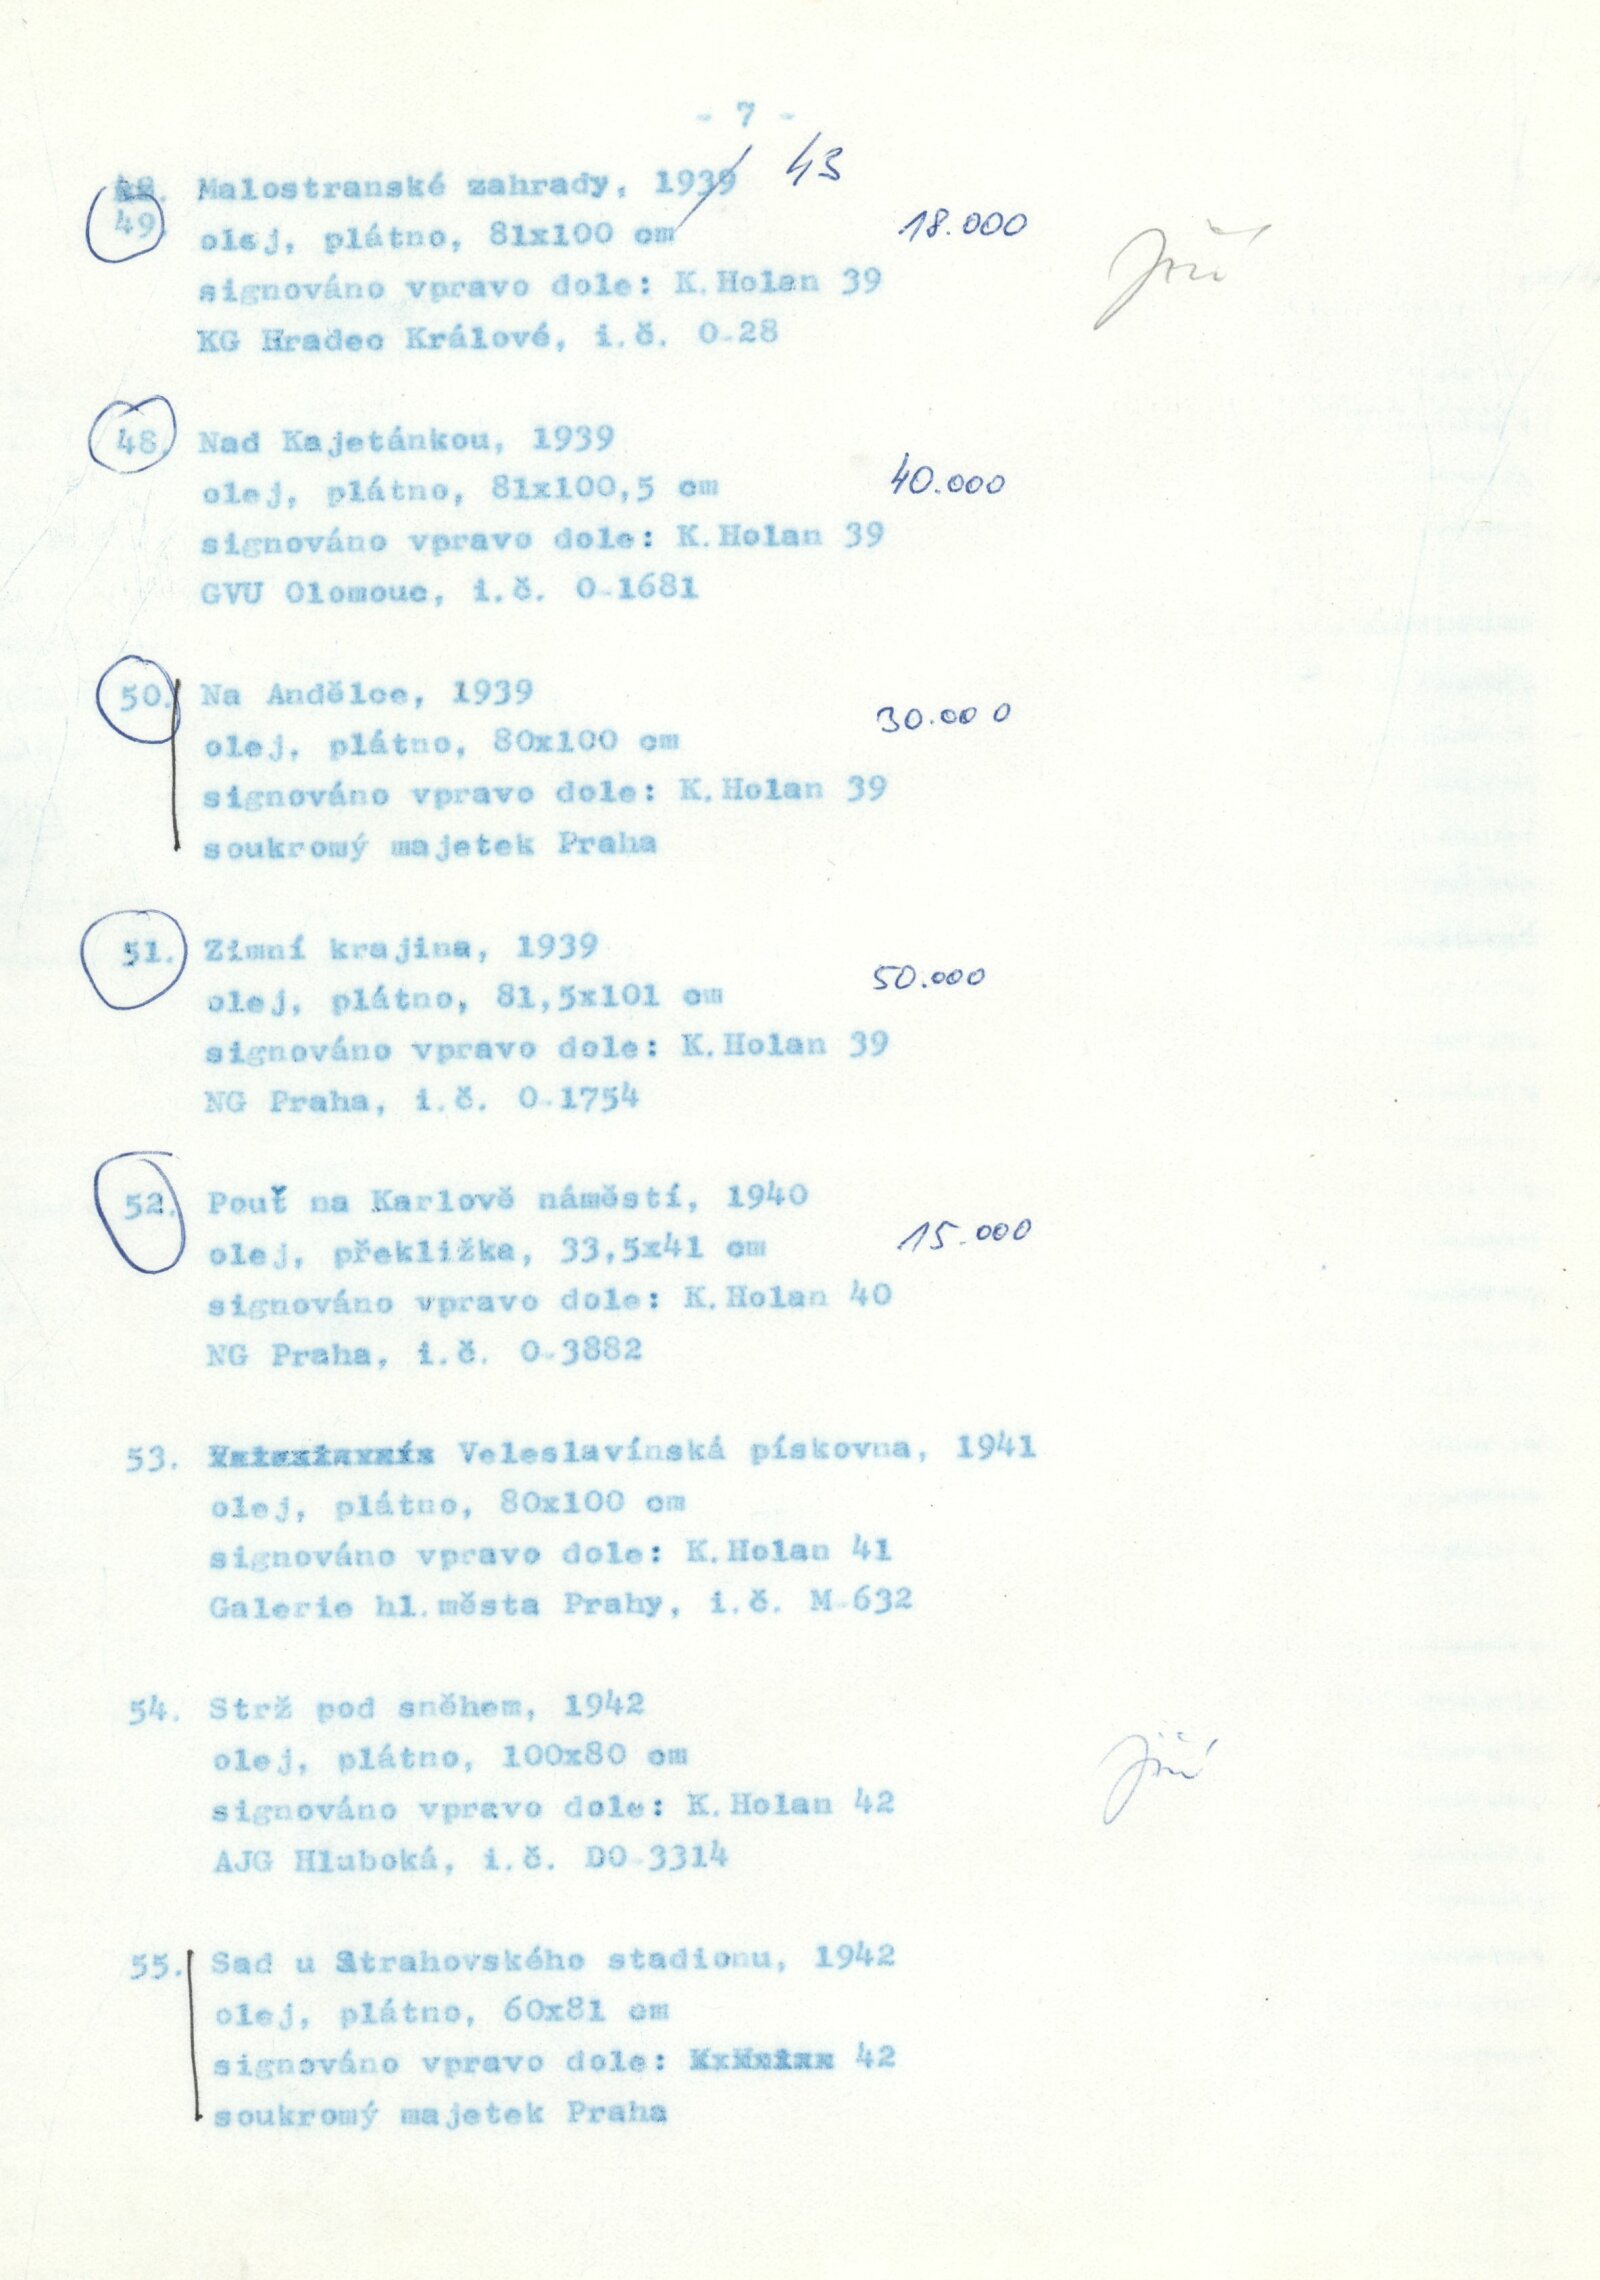 - 7 -
48. Malostranské zahrady, 1939 43
49. olej, plátno, 81x100 cm 18.000
signováno vpravo dole: K.Holan 39
KG Hradec Králové, i.č. O-28
48. Nad Kajetánkou, 1939
olej, plátno, 81x100,5 cm 40.000
signováno vpravo dole: K.Holan 39
GVU Olomouc, i.č. O-1681
50. Na Andělce, 1939
olej, plátno, 80x100 cm 30.000
signováno vpravo dole: K.Holan 39
soukromý majetek Praha
51. Zimní krajina, 1939
olej, plátno, 81,5x101 cm 50.000
signováno vpravo dole: K.Holan 39
NG Praha, i.č. O-1754
52. Pouť na Karlově náměstí, 1940
olej, překližka, 33,5x41 cm 15.000
signováno vpravo dole: K.Holan 40
NG Praha, i.č. O-3882
53. Veleslavínská pískovna, 1941
olej, plátno, 80x100 cm
signováno vpravo dole: K.Holan 41
Galerie hl.města Prahy, i.č. M-632
54. Strž pod sněhem, 1942
olej, plátno, 100x80 cm
signováno vpravo dole: K.Holan 42
AJG Hluboká, i.č. DO-3314
55. Sad u Strahovského stadionu, 1942
olej, plátno, 60x81 cm
signováno vpravo dole: 42
soukromý majetek Praha